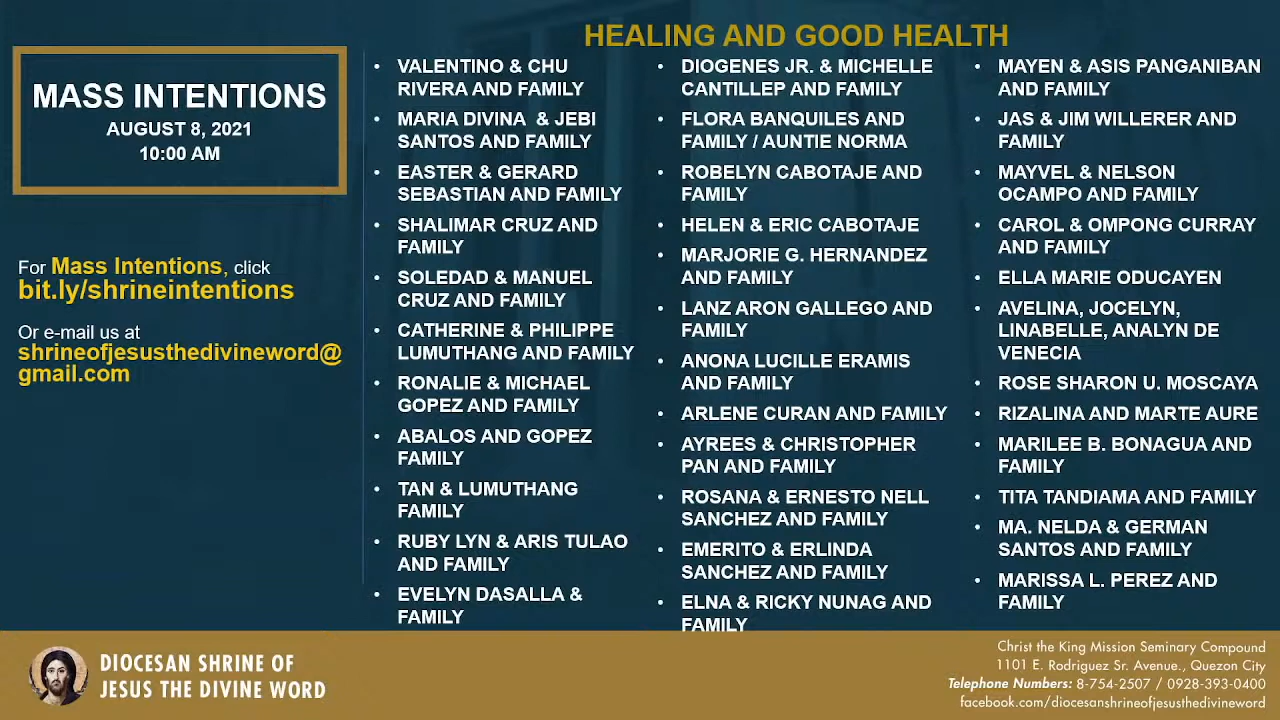 MASS INTENTIONS
AUGUST 8, 2021
10:00 AM
For Mass Intentions, click
bit.ly/shrineintentions
Or e-mail us at
shrineofjesusthedivineword@
gmail.com
HEALING AND GOOD HEALTH
• VALENTINO & CHU
RIVERA AND FAMILY
• MARIA DIVINA & JEBI
SANTOS AND FAMILY
• EASTER & GERARD
SEBASTIAN AND FAMILY
• SHALIMAR CRUZ AND
FAMILY
• SOLEDAD & MANUEL
CRUZ AND FAMILY
• CATHERINE & PHILIPPE
LUMUTHANG AND FAMILY
• RONALIE & MICHAEL
GOPEZ AND FAMILY
• ABALOS AND GOPEZ
FAMILY
• TAN & LUMUTHANG
FAMILY
• RUBY LYN & ARIS TULAO
AND FAMILY
• EVELYN DASALLA &
FAMILY
• DIOGENES JR. & MICHELLE
CANTILLEP AND FAMILY
• FLORA BANQUILES AND
FAMILY / AUNTIE NORMA
• ROBELYN CABOTAJE AND
FAMILY
• HELEN & ERIC CABOTAJE
• MARJORIE G. HERNANDEZ
AND FAMILY
• LANZ ARON GALLEGO AND
FAMILY
• ANONA LUCILLE ERAMIS
AND FAMILY
• ARLENE CURAN AND FAMILY
• AYREES & CHRISTOPHER
PAN AND FAMILY
• ROSANA & ERNESTO NELL
SANCHEZ AND FAMILY
• EMERITO & ERLINDA
SANCHEZ AND FAMILY
• ELNA & RICKY NUNAG AND
FAMILY
• MAYEN & ASIS PANGANIBAN
AND FAMILY
• JAS & JIM WILLERER AND
FAMILY
• MAYVEL & NELSON
OCAMPO AND FAMILY
• CAROL & OMPONG CURRAY
AND FAMILY
• ELLA MARIE ODUCAYEN
• AVELINA, JOCELYN,
LINABELLE, ANALYN DE
VENECIA
• ROSE SHARON U. MOSCAYA
• RIZALINA AND MARTE AURE
• MARILEE B. BONAGUA AND
FAMILY
• TITA TANDIAMA AND FAMILY
• MA. NELDA & GERMAN
SANTOS AND FAMILY
• MARISSA L. PEREZ AND
FAMILY
DIOCESAN SHRINE OF
JESUS THE DIVINE WORD
Christ the King Mission Seminary Compound
1101 E. Rodriguez Sr. Avenue., Quezon City
Telephone Numbers: 8-754-2507 / 0928-393-0400
facebook.com/diocesanshrineofjesusthedivineword